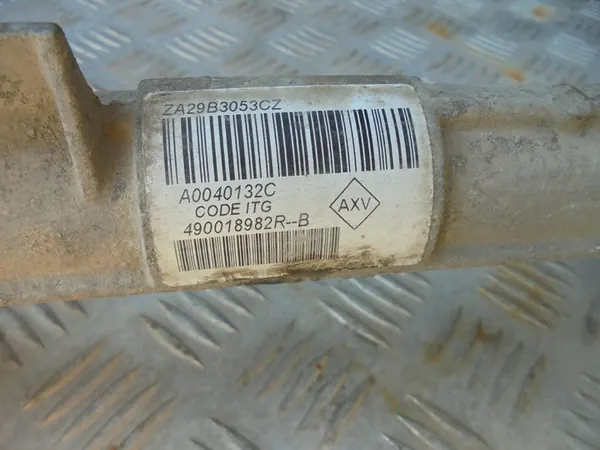 ZA29B3053CZ
A0040132C
CODE ITG
AXV
490018982R--B